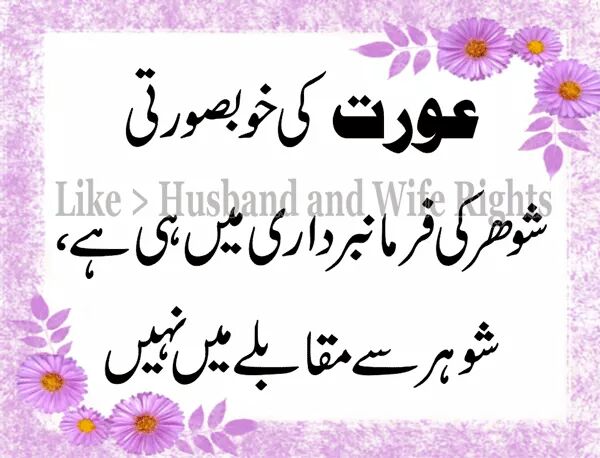 عورت کی خوبصورتی
Like > Husband and Wife Rights
شوھر کی فرمانبرداری میں ہی ہے،
شوہر سے مقابلے میں نہیں